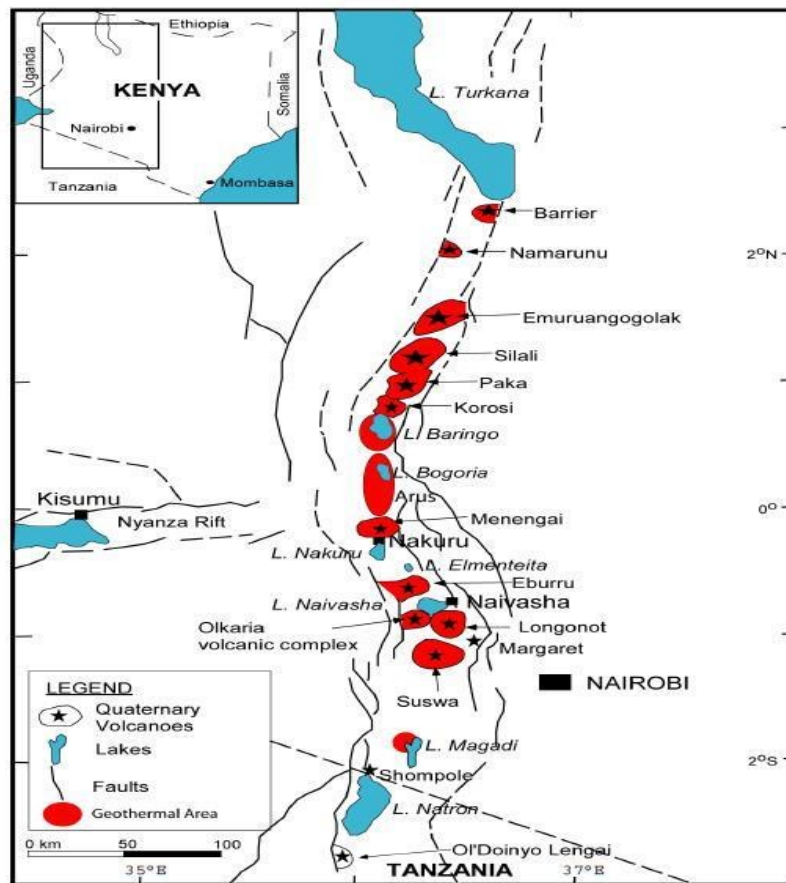 Ethiopia
Uganda
KENYA
Somalia
Nairobi
Tanzania
Mombasa
L. Turkana
Barrier
2°N
Namarunu
Emuruangogolak
Silali
Paka
Korosi
L. Baringo
L. Bogoria
Arus
Kisumu
0°
Nyanza Rift
Menengai
Nakuru
L. Nakuru
L. Elmenteita
Eburru
L. Naivasha
Naivasha
Olkaria
volcanic complex
Longonot
Margaret
NAIROBI
Suswa
LEGEND
Quaternary
Volcanoes
Lakes
Faults
Geothermal Area
0 km 50 100
L. Magadi
2°S
Shompole
L. Natron
Ol'Doinyo Lengai
TANZANIA
35°E
37°E